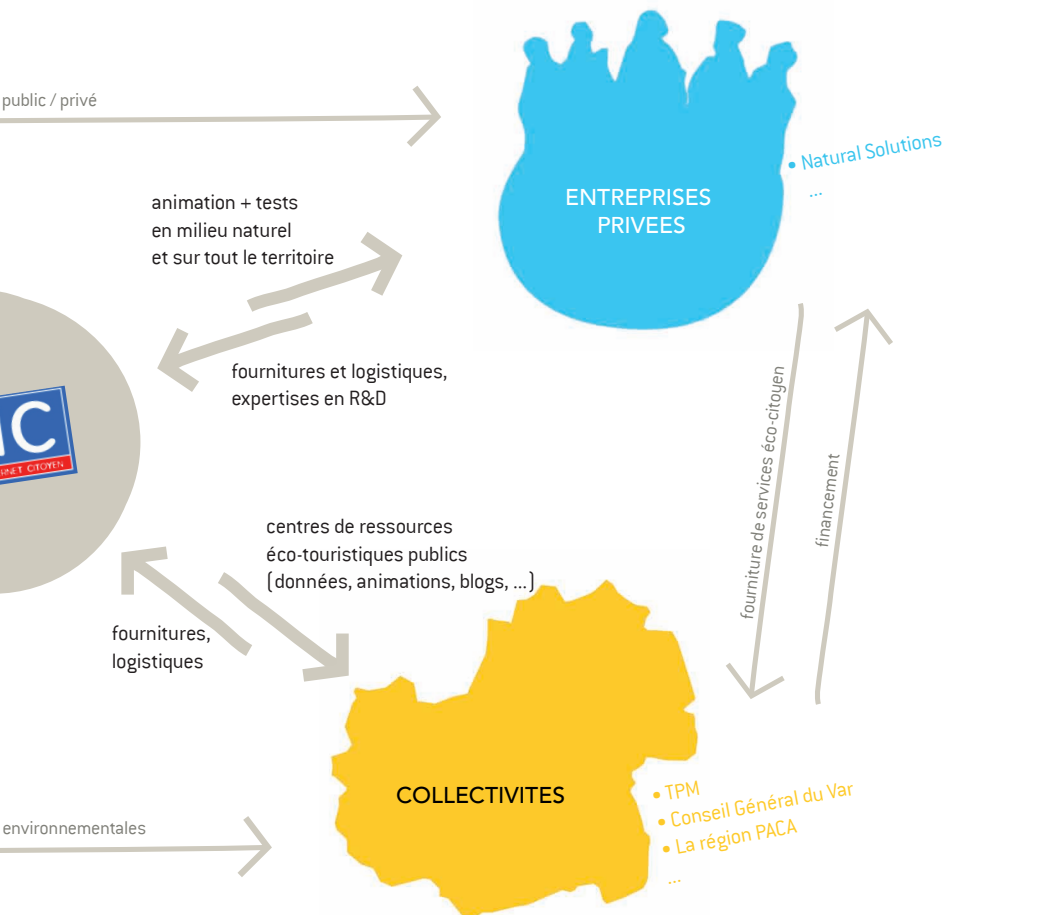 public / privé
• Natural Solutions
...
ENTREPRISES
PRIVEES
animation + tests
en milieu naturel
et sur tout le territoire
fournitures et logistiques,
expertises en R&D
fourniture de services éco-citoyen
financement
centres de ressources
éco-touristiques publics
(données, animations, blogs, ...)
fournitures,
logistiques
COLLECTIVITES
• TPM
• Conseil Général du Var
• La région PACA
...
environnementales
CITOYEN